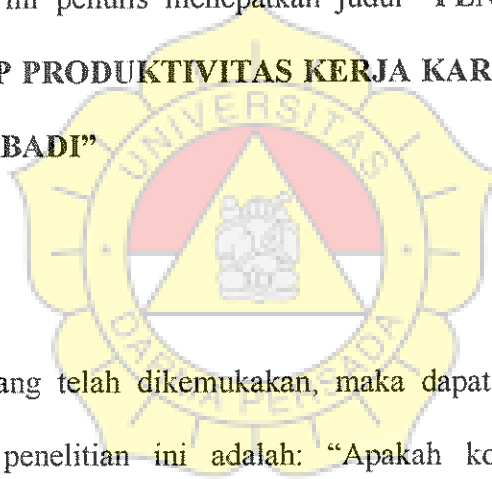 ini penulis menetapkan judul "PEN
P PRODUKTIVITAS KERJA KAR
BADI"
UNIVERSITAS
DARMA PERSADA
ang telah dikemukakan, maka dapat
penelitian ini adalah: "Apakah ko